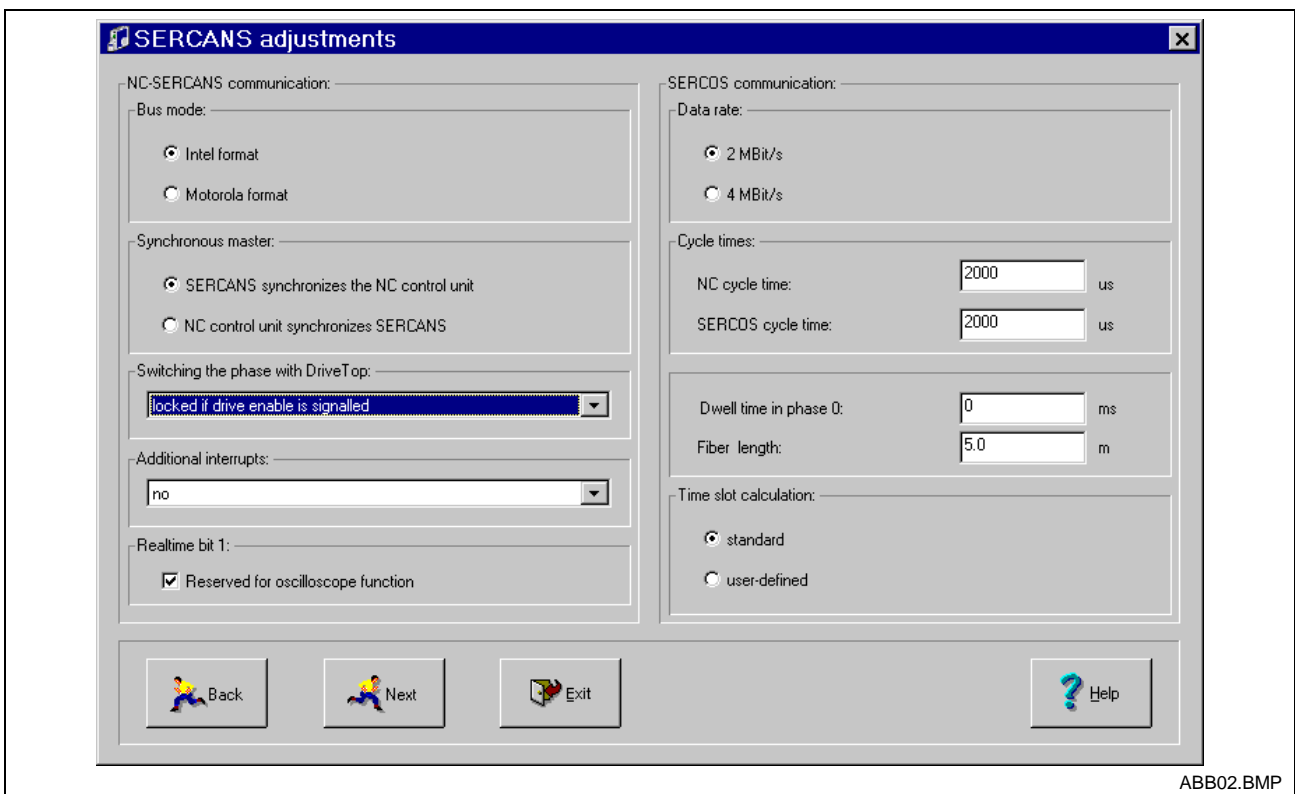 SERCANS adjustments
NC-SERCANS communication:
Bus mode:
Intel format
Motorola format
Synchronous master:
SERCANS synchronizes the NC control unit
NC control unit synchronizes SERCANS
Switching the phase with DriveTop:
locked if drive enable is signalled
Additional interrupts:
no
Realtime bit 1:
Reserved for oscilloscope function
SERCOS communication:
Data rate:
2 MBit/s
4 MBit/s
Cycle times:
NC cycle time: 2000 us
SERCOS cycle time: 2000 us
Dwell time in phase 0: 0 ms
Fiber length: 5.0 m
Time slot calculation:
standard
user-defined
Back Next Exit Help
ABB02.BMP